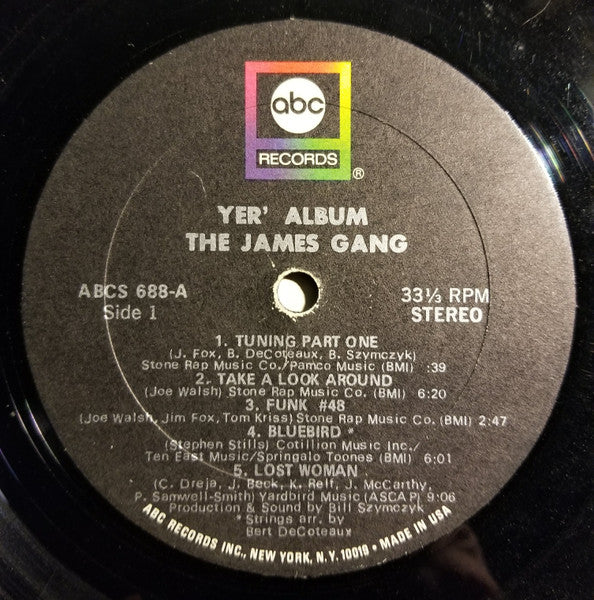 abc
RECORDS
®
YER' ALBUM
THE JAMES GANG
ABCS 688-A
Side 1
33⅓ RPM
STEREO
1. TUNING PART ONE
(J. Fox, B. DeCoteaux, B. Szymczyk)
Stone Rap Music Co./Pamco Music (BMI) :39
2. TAKE A LOOK AROUND
(Joe Walsh) Stone Rap Music Co. (BMI) 6:20
3. FUNK #48
(Joe Walsh, Jim Fox, Tom Kriss) Stone Rap Music Co. (BMI) 2:47
4. BLUEBIRD *
(Stephen Stills) Cotillion Music Inc./
Ten East Music/Springalo Toones (BMI) 6:01
5. LOST WOMAN
(C. Dreja, J. Beck, K. Relf, J. McCarthy,
P. Samwell-Smith) Yardbird Music (ASCAP) 9:06
Production & Sound by Bill Szymczyk
*Strings arr. by
Bert DeCoteaux
ABC RECORDS INC., NEW YORK, N.Y. 10019 • MADE IN USA